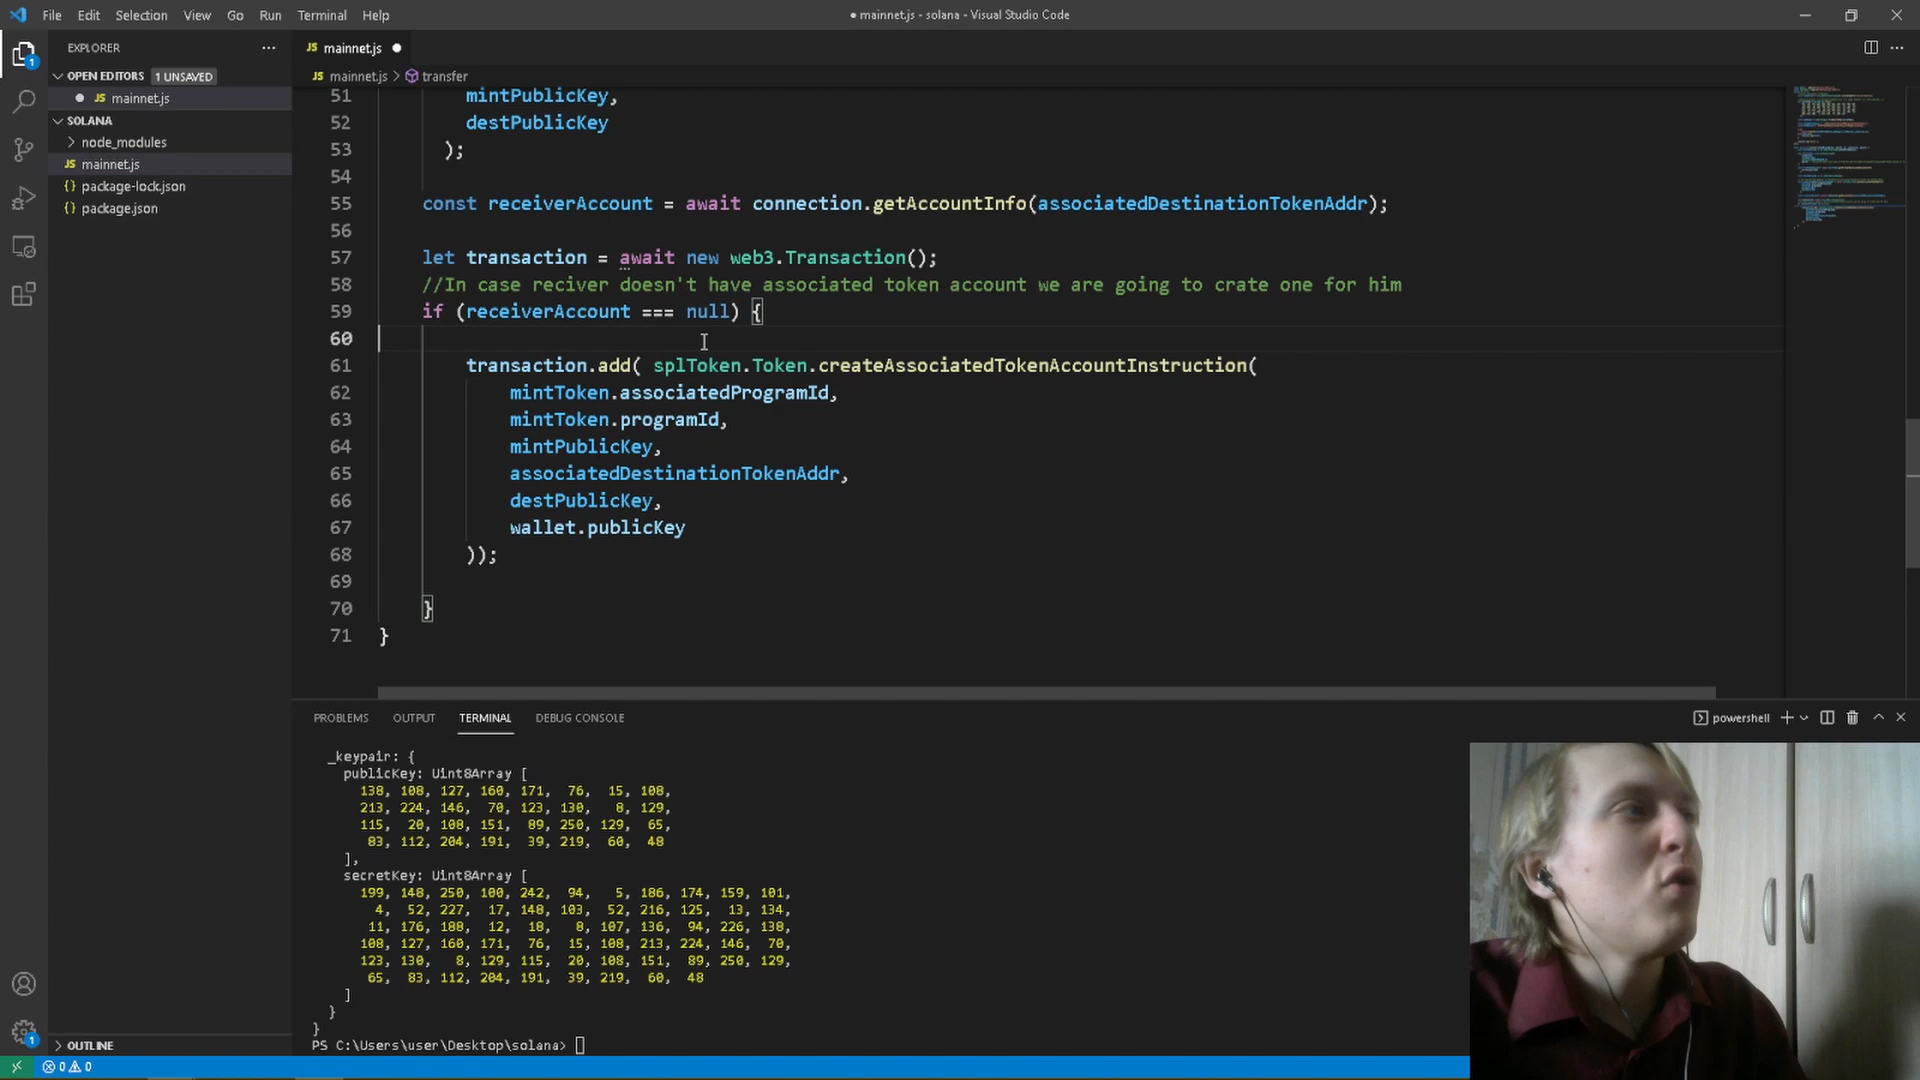 File Edit Selection View Go Run Terminal Help
● mainnet.js - solana - Visual Studio Code
EXPLORER
OPEN EDITORS 1 UNSAVED
JS mainnet.js
SOLANA
node_modules
JS mainnet.js
{} package-lock.json
{} package.json
OUTLINE
JS mainnet.js
JS mainnet.js > transfer
51 mintPublicKey,
52 destPublicKey
53 );
54
55 const receiverAccount = await connection.getAccountInfo(associatedDestinationTokenAddr);
56
57 let transaction = await new web3.Transaction();
58 //In case reciver doesn't have associated token account we are going to crate one for him
59 if (receiverAccount === null) {
60
61 transaction.add( splToken.Token.createAssociatedTokenAccountInstruction(
62 mintToken.associatedProgramId,
63 mintToken.programId,
64 mintPublicKey,
65 associatedDestinationTokenAddr,
66 destPublicKey,
67 wallet.publicKey
68 ));
69
70 }
71 }
PROBLEMS OUTPUT TERMINAL DEBUG CONSOLE
powershell
_keypair: {
publicKey: Uint8Array [
138, 108, 127, 160, 171, 76, 15, 108,
213, 224, 146, 70, 123, 130, 8, 129,
115, 20, 108, 151, 89, 250, 129, 65,
83, 112, 204, 191, 39, 219, 60, 48
],
secretKey: Uint8Array [
199, 148, 250, 100, 242, 94, 5, 186, 174, 159, 101,
4, 52, 227, 17, 148, 103, 52, 216, 125, 13, 134,
11, 176, 188, 12, 18, 8, 107, 136, 94, 226, 138,
108, 127, 160, 171, 76, 15, 108, 213, 224, 146, 70,
123, 130, 8, 129, 115, 20, 108, 151, 89, 250, 129,
65, 83, 112, 204, 191, 39, 219, 60, 48
]
}
}
PS C:\Users\user\Desktop\solana>
1
1
0 0